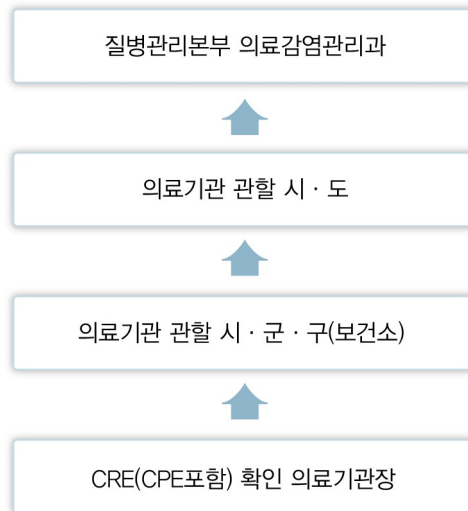 질병관리본부 의료감염관리과
의료기관 관할 시 · 도
의료기관 관할 시 · 군 · 구(보건소)
CRE(CPE포함) 확인 의료기관장